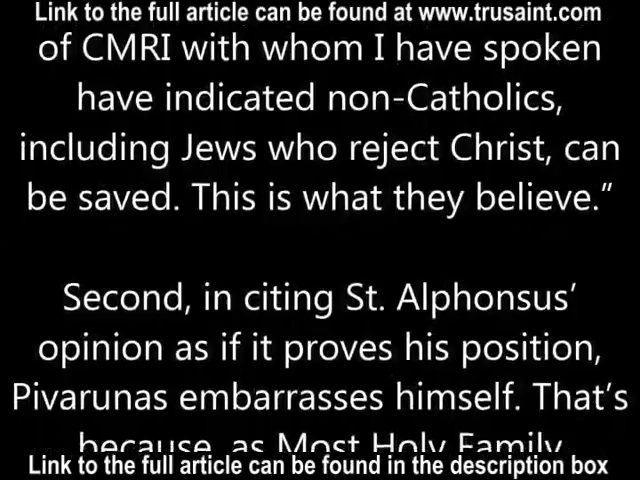 Link to the full article can be found at www.trusaint.com
of CMRI with whom I have spoken
have indicated non-Catholics,
including Jews who reject Christ, can
be saved. This is what they believe.”
Second, in citing St. Alphonsus’
opinion as if it proves his position,
Pivarunas embarrasses himself. That’s
because, as Most Holy Family
Link to the full article can be found in the description box